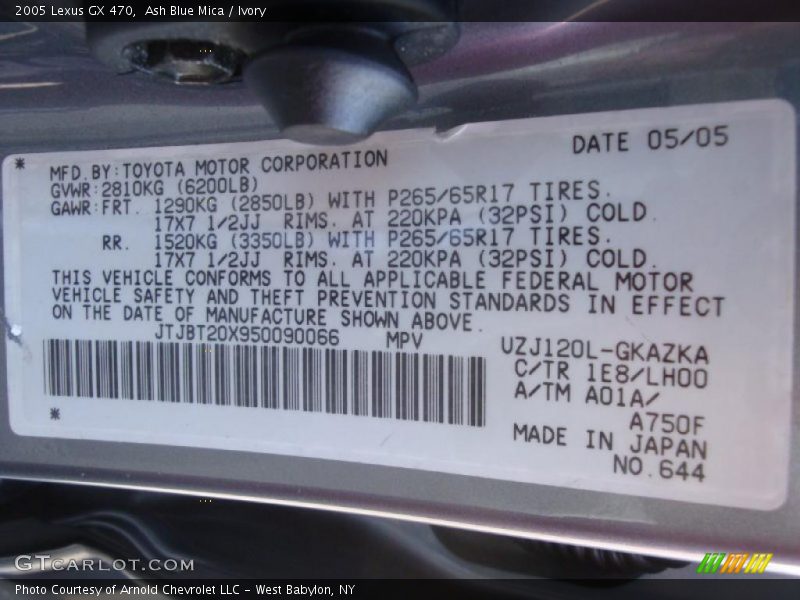 2005 Lexus GX 470, Ash Blue Mica / Ivory
DATE 05/05
* MFD.BY:TOYOTA MOTOR CORPORATION
GVWR:2810KG (6200LB)
GAWR:FRT. 1290KG (2850LB) WITH P265/65R17 TIRES.
17X7 1/2JJ RIMS. AT 220KPA (32PSI) COLD.
RR. 1520KG (3350LB) WITH P265/65R17 TIRES.
17X7 1/2JJ RIMS. AT 220KPA (32PSI) COLD.
THIS VEHICLE CONFORMS TO ALL APPLICABLE FEDERAL MOTOR
VEHICLE SAFETY AND THEFT PREVENTION STANDARDS IN EFFECT
ON THE DATE OF MANUFACTURE SHOWN ABOVE.
JTJBT20X950090066 MPV
UZJ120L-GKAZKA
C/TR 1E8/LH00
A/TM A01A/
A750F
*
MADE IN JAPAN
NO.644
GTCARLOT.COM
Photo Courtesy of Arnold Chevrolet LLC - West Babylon, NY